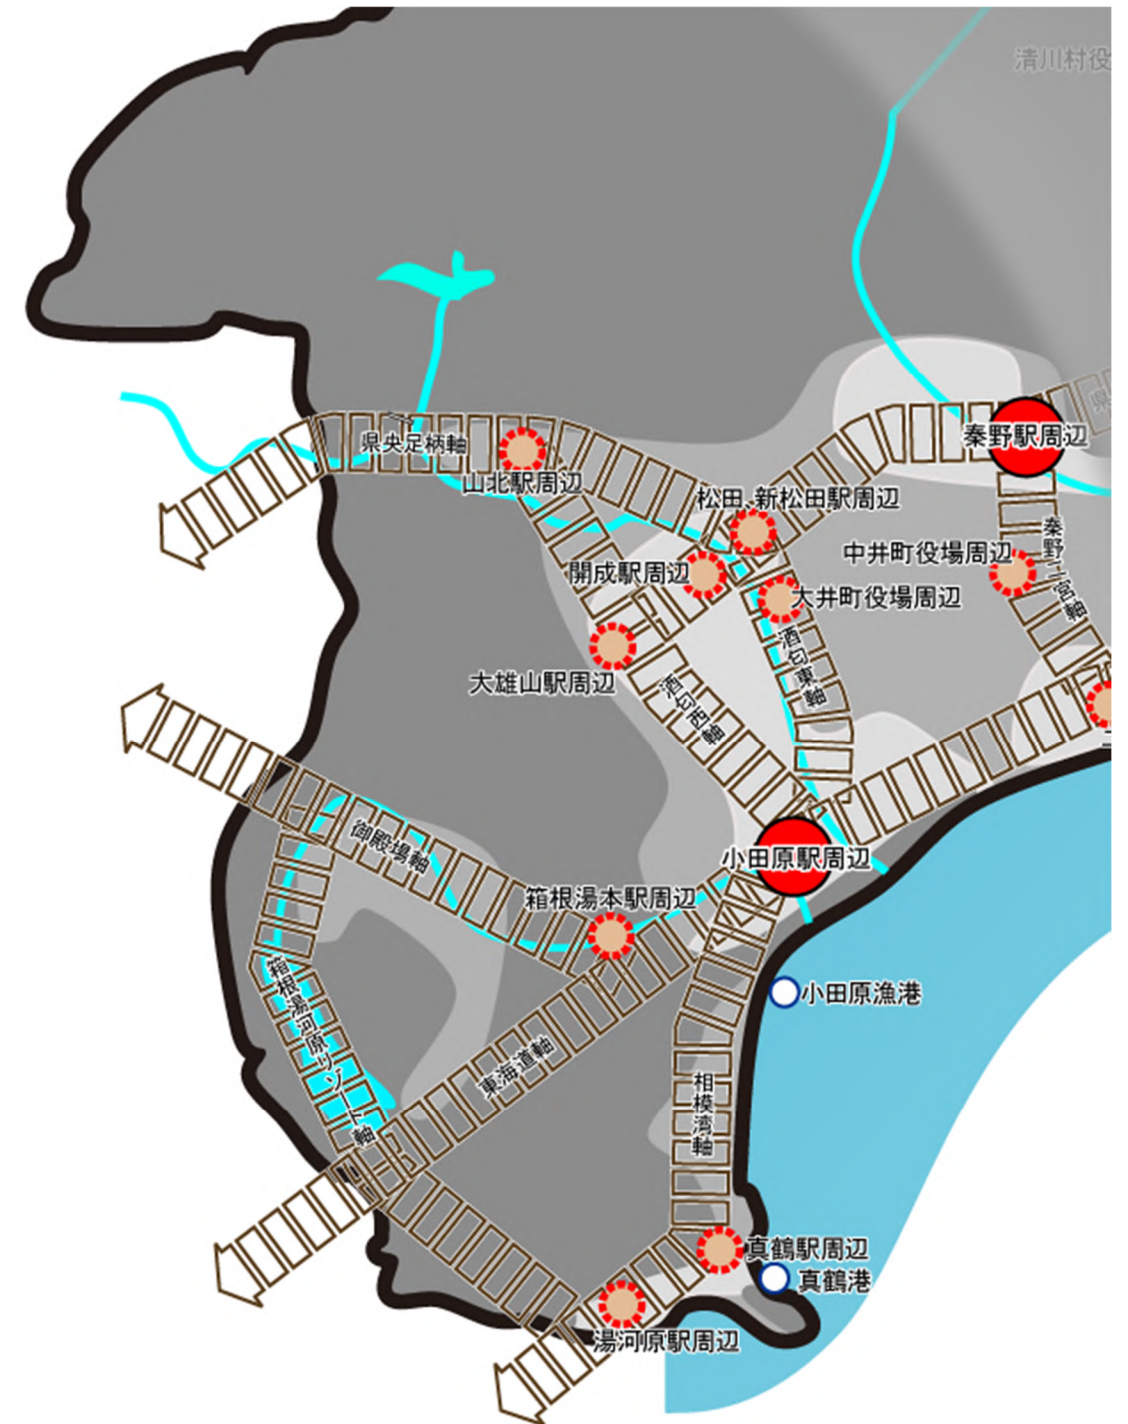 清川村役
県央足柄軸
山北駅周辺
秦野駅周辺
県
松田、新松田駅周辺
中井町役場周辺
開成駅周辺
大井町役場周辺
秦野二宮軸
大雄山駅周辺
酒匂東軸
酒匂西軸
御殿場軸
小田原駅周辺
箱根湯本駅周辺
箱根湯河原リゾート軸
小田原漁港
東海道軸
相模湾軸
真鶴駅周辺
真鶴港
湯河原駅周辺